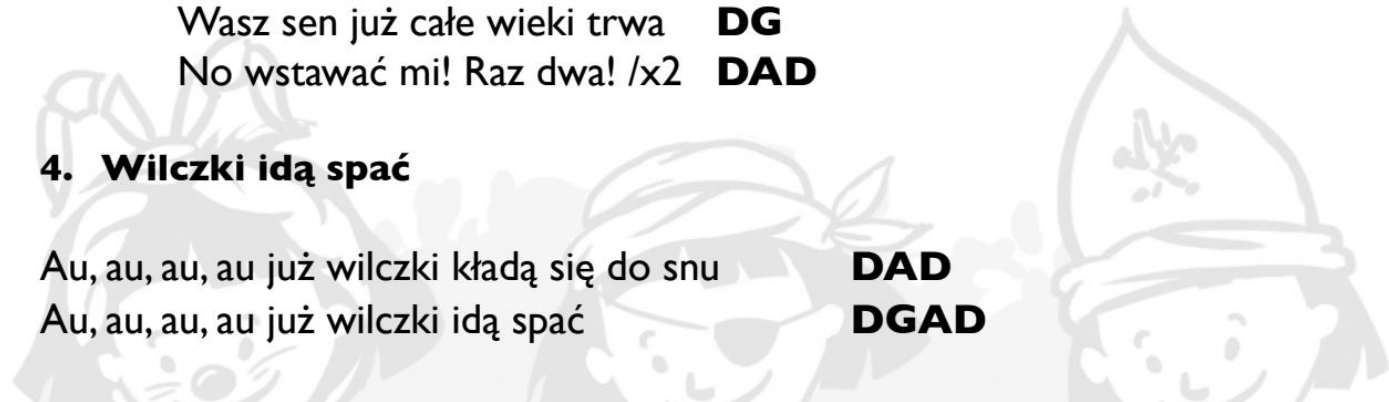 Wasz sen już całe wieki trwa DG
No wstawać mi! Raz dwa! /x2 DAD
4. Wilczki idą spać
Au, au, au, au już wilczki kładą się do snu DAD
Au, au, au, au już wilczki idą spać DGAD